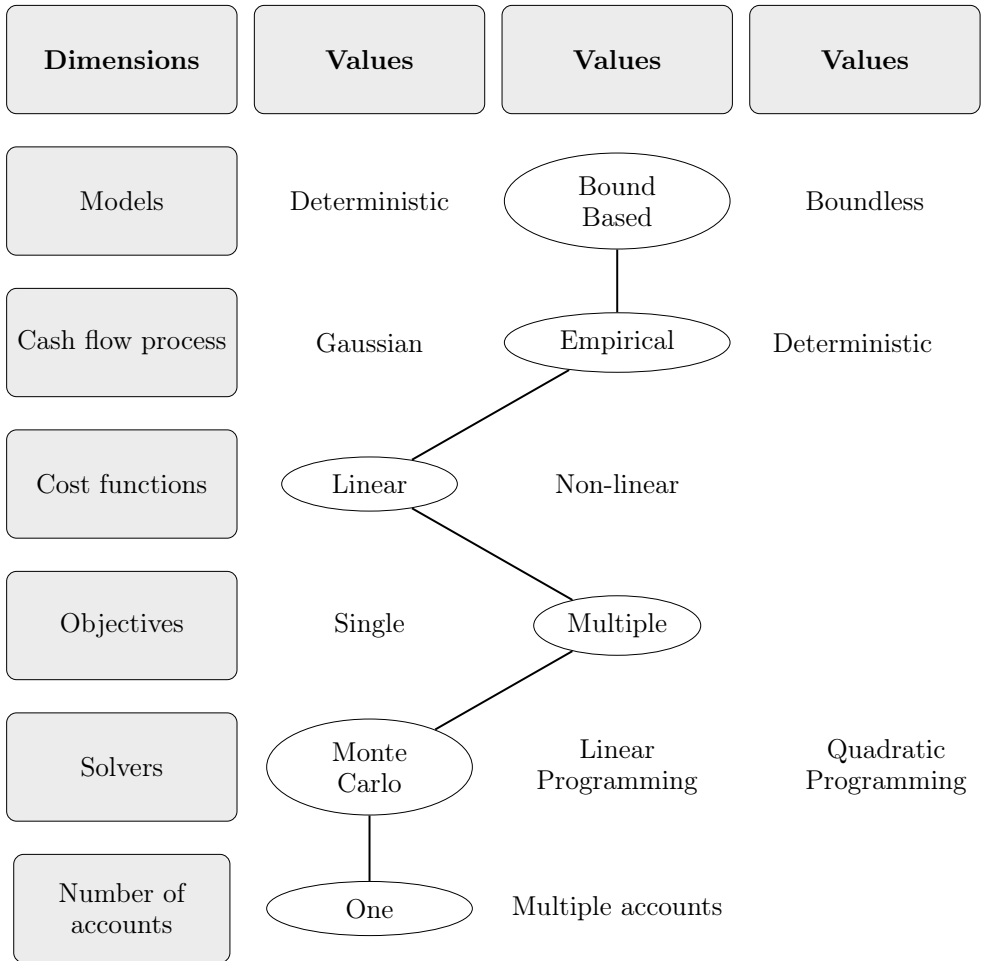 Dimensions
Values
Values
Values
Models
Deterministic
Bound
Based
Boundless
Cash flow process
Gaussian
Empirical
Deterministic
Cost functions
Linear
Non-linear
Objectives
Single
Multiple
Solvers
Monte
Carlo
Linear
Programming
Quadratic
Programming
Number of
accounts
One
Multiple accounts